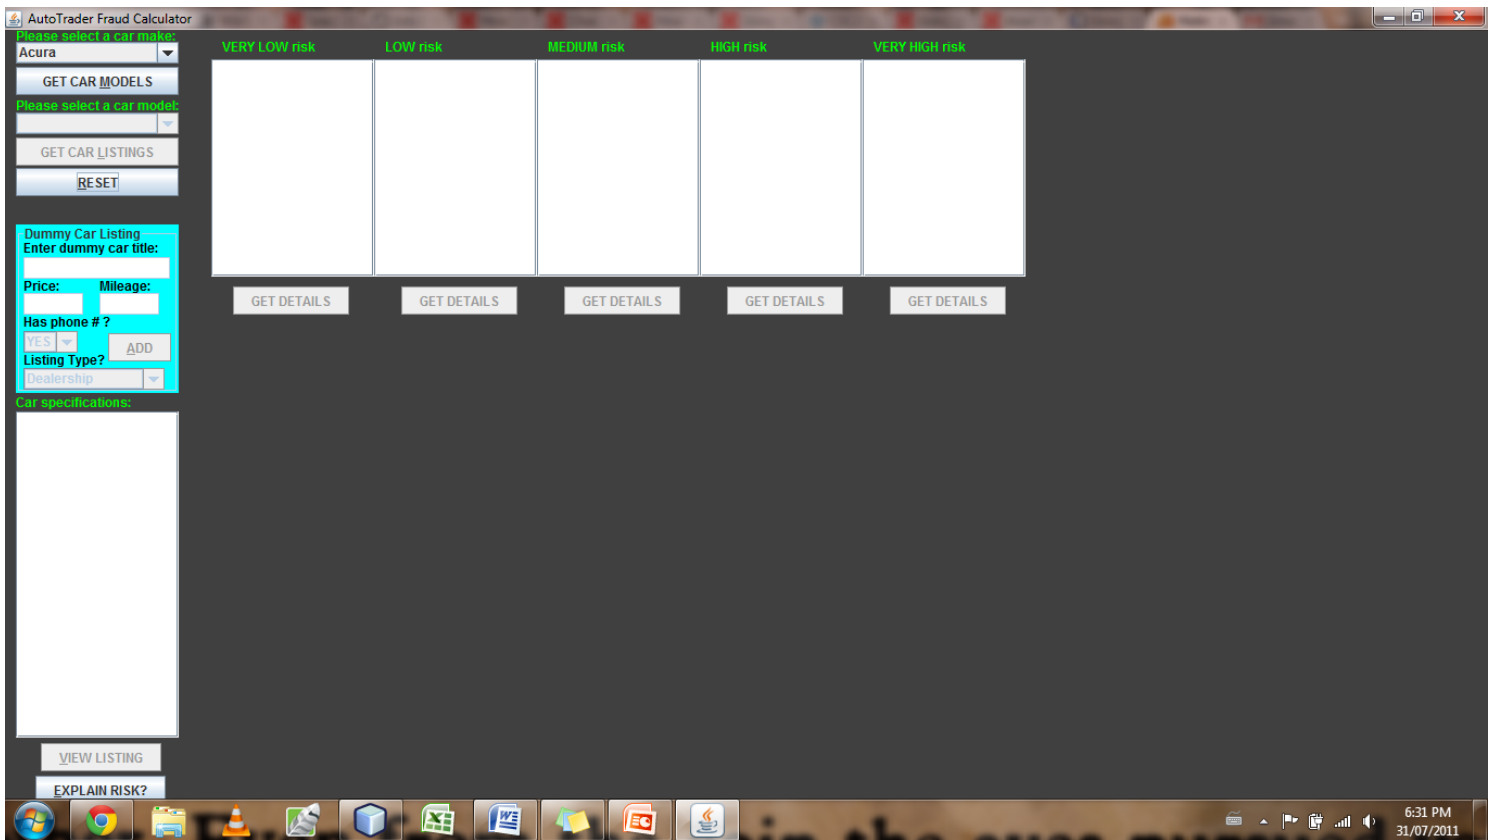 AutoTrader Fraud Calculator
Please select a car make:
Acura
GET CAR MODELS
Please select a car model:
GET CAR LISTINGS
RESET
VERY LOW risk
LOW risk
MEDIUM risk
HIGH risk
VERY HIGH risk
GET DETAILS
GET DETAILS
GET DETAILS
GET DETAILS
GET DETAILS
Dummy Car Listing
Enter dummy car title:
Price: Mileage:
Has phone # ?
YES
ADD
Listing Type?
Dealership
Car specifications:
VIEW LISTING
EXPLAIN RISK?
6:31 PM
31/07/2011